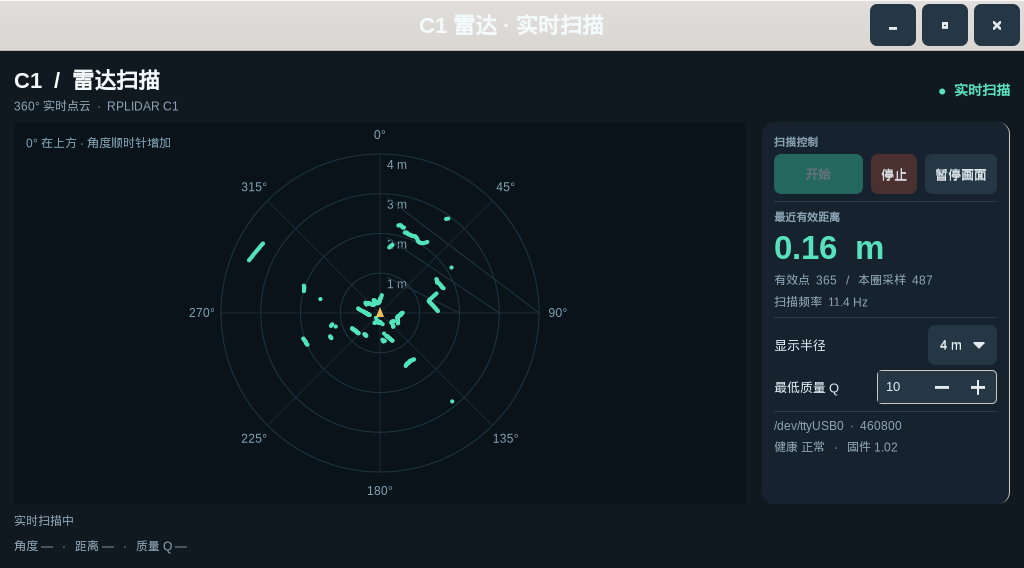 C1 雷达 · 实时扫描
C1 / 雷达扫描
360° 实时点云 · RPLIDAR C1
● 实时扫描
0° 在上方 · 角度顺时针增加
0°
45°
90°
135°
180°
225°
270°
315°
4 m
3 m
2 m
1 m
扫描控制
开始 停止 暂停画面
最近有效距离
0.16 m
有效点 365 / 本圈采样 487
扫描频率 11.4 Hz
显示半径 4 m
最低质量 Q 10
/dev/ttyUSB0 · 460800
健康 正常 · 固件 1.02
实时扫描中
角度 — · 距离 — · 质量 Q —